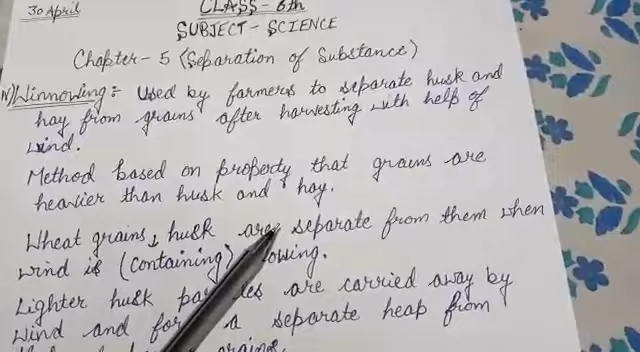 30 April
CLASS - 6th
SUBJECT - SCIENCE
Chapter - 5 (Separation of Substance)
Winnowing:- Used by farmers to separate husk and
hay from grains after harvesting with help of
wind.
Method based on property that grains are
heavier than husk and hay.
Wheat grains, husk are separate from them when
wind is (containing)
Lighter husk are carried away by
wind and a separate heap from
grains.